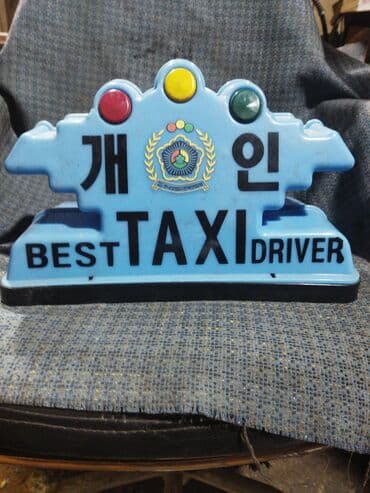 개 인
BEST TAXI DRIVER